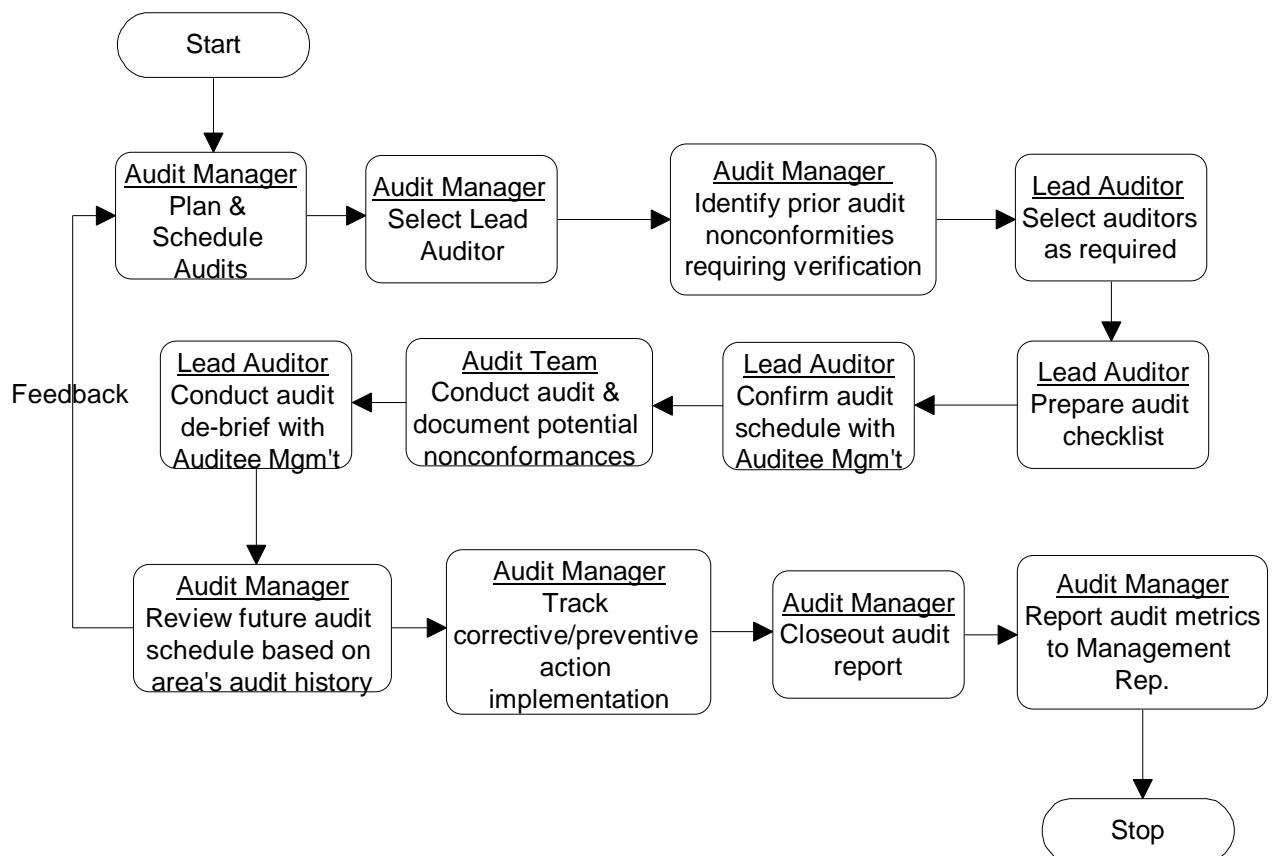 Start
Audit Manager
Plan &
Schedule
Audits
Audit Manager
Select Lead
Auditor
Audit Manager
Identify prior audit
nonconformities
requiring verification
Lead Auditor
Select auditors
as required
Lead Auditor
Prepare audit
checklist
Lead Auditor
Confirm audit
schedule with
Auditee Mgm't
Audit Team
Conduct audit &
document potential
nonconformances
Lead Auditor
Conduct audit
de-brief with
Auditee Mgm't
Feedback
Audit Manager
Review future audit
schedule based on
area's audit history
Audit Manager
Track
corrective/preventive
action
implementation
Audit Manager
Closeout audit
report
Audit Manager
Report audit metrics
to Management
Rep.
Stop